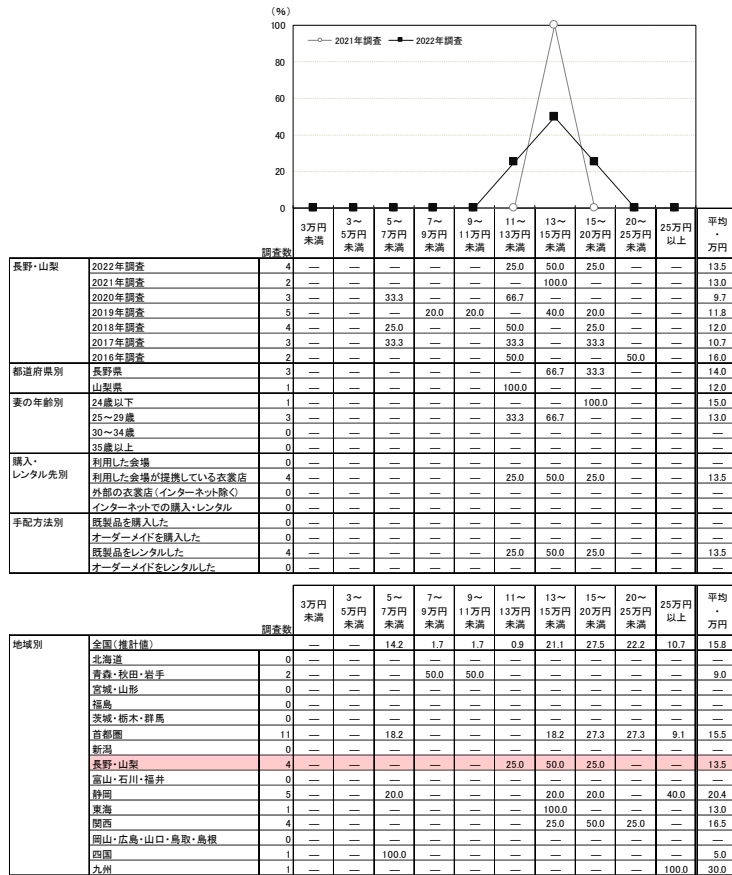 (%)
100
80
60
40
20
0
2021年調査 2022年調査
調査数 3万円未満 3～5万円未満 5～7万円未満 7～9万円未満 9～11万円未満 11～13万円未満 13～15万円未満 15～20万円未満 20～25万円未満 25万円以上 平均・万円
長野・山梨 2022年調査 4 — — — — — 25.0 50.0 25.0 — — 13.5
2021年調査 2 — — — — — — 100.0 — — — 13.0
2020年調査 3 — — 33.3 — — 66.7 — — — — 9.7
2019年調査 5 — — — 20.0 20.0 — 40.0 20.0 — — 11.8
2018年調査 4 — — 25.0 — — 50.0 — 25.0 — — 12.0
2017年調査 3 — — 33.3 — — 33.3 — 33.3 — — 10.7
2016年調査 2 — — — — — 50.0 — — 50.0 — 16.0
都道府県別 長野県 3 — — — — — — 66.7 33.3 — — 14.0
山梨県 1 — — — — — 100.0 — — — — 12.0
妻の年齢別 24歳以下 1 — — — — — — — 100.0 — — 15.0
25～29歳 3 — — — — — 33.3 66.7 — — — 13.0
30～34歳 0 — — — — — — — — — — —
35歳以上 0 — — — — — — — — — — —
購入・レンタル先別 利用した会場 0 — — — — — — — — — — —
利用した会場が提携している衣裳店 4 — — — — — 25.0 50.0 25.0 — — 13.5
外部の衣裳店(インターネット除く) 0 — — — — — — — — — — —
インターネットでの購入・レンタル 0 — — — — — — — — — — —
手配方法別 既製品を購入した 0 — — — — — — — — — — —
オーダーメイドを購入した 0 — — — — — — — — — — —
既製品をレンタルした 4 — — — — — 25.0 50.0 25.0 — — 13.5
オーダーメイドをレンタルした 0 — — — — — — — — — — —
調査数 3万円未満 3～5万円未満 5～7万円未満 7～9万円未満 9～11万円未満 11～13万円未満 13～15万円未満 15～20万円未満 20～25万円未満 25万円以上 平均・万円
地域別 全国(推計値) — — 14.2 1.7 1.7 0.9 21.1 27.5 22.2 10.7 15.8
北海道 0 — — — — — — — — — — —
青森・秋田・岩手 2 — — — 50.0 50.0 — — — — — 9.0
宮城・山形 0 — — — — — — — — — — —
福島 0 — — — — — — — — — — —
茨城・栃木・群馬 0 — — — — — — — — — — —
首都圏 11 — — 18.2 — — — 18.2 27.3 27.3 9.1 15.5
新潟 0 — — — — — — — — — — —
長野・山梨 4 — — — — — 25.0 50.0 25.0 — — 13.5
富山・石川・福井 0 — — — — — — — — — — —
静岡 5 — — 20.0 — — — 20.0 20.0 — 40.0 20.4
東海 1 — — — — — — 100.0 — — — 13.0
関西 4 — — — — — — 25.0 50.0 25.0 — 16.5
岡山・広島・山口・鳥取・島根 0 — — — — — — — — — — —
四国 1 — — 100.0 — — — — — — — 5.0
九州 1 — — — — — — — — — 100.0 30.0